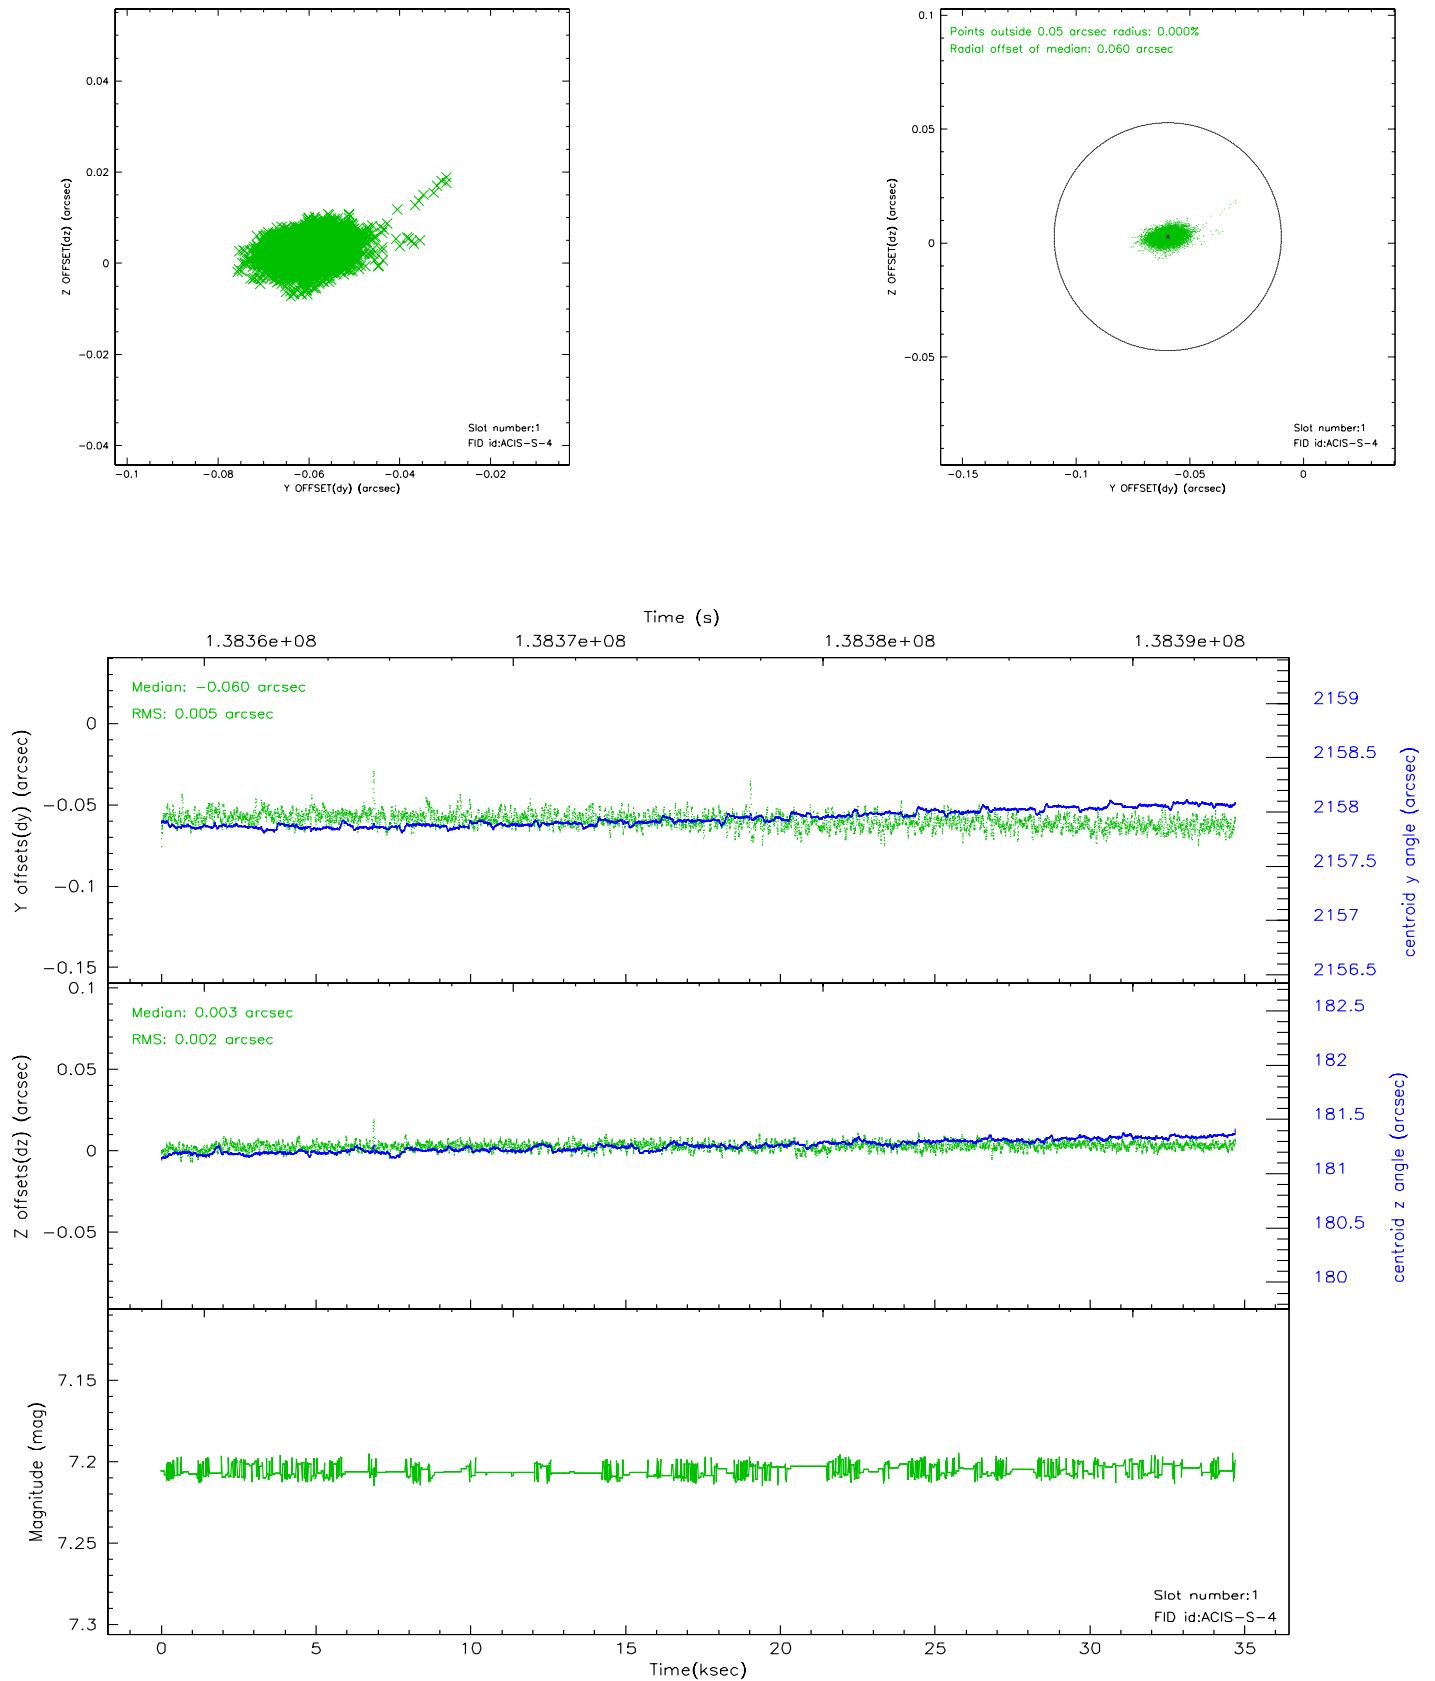 0.04
0.02
0
−0.02
−0.04
−0.1
−0.08
−0.06
−0.04
−0.02
Z OFFSET(dz) (arcsec)
Y OFFSET(dy) (arcsec)
Slot number:1
FID id:ACIS−S−4
Points outside 0.05 arcsec radius: 0.000%
Radial offset of median: 0.060 arcsec
0.1
0.05
0
−0.05
−0.15
−0.1
−0.05
0
Z OFFSET(dz) (arcsec)
Y OFFSET(dy) (arcsec)
Slot number:1
FID id:ACIS−S−4
Time (s)
1.3836e+08
1.3837e+08
1.3838e+08
1.3839e+08
Median: −0.060 arcsec
RMS: 0.005 arcsec
0
−0.05
−0.1
−0.15
Y offsets(dy) (arcsec)
2159
2158.5
2158
2157.5
2157
2156.5
centroid y angle (arcsec)
Median: 0.003 arcsec
RMS: 0.002 arcsec
0.1
0.05
0
−0.05
Z offsets(dz) (arcsec)
182.5
182
181.5
181
180.5
180
centroid z angle (arcsec)
7.15
7.2
7.25
7.3
Magnitude (mag)
Slot number:1
FID id:ACIS−S−4
0
5
10
15
20
25
30
35
Time(ksec)